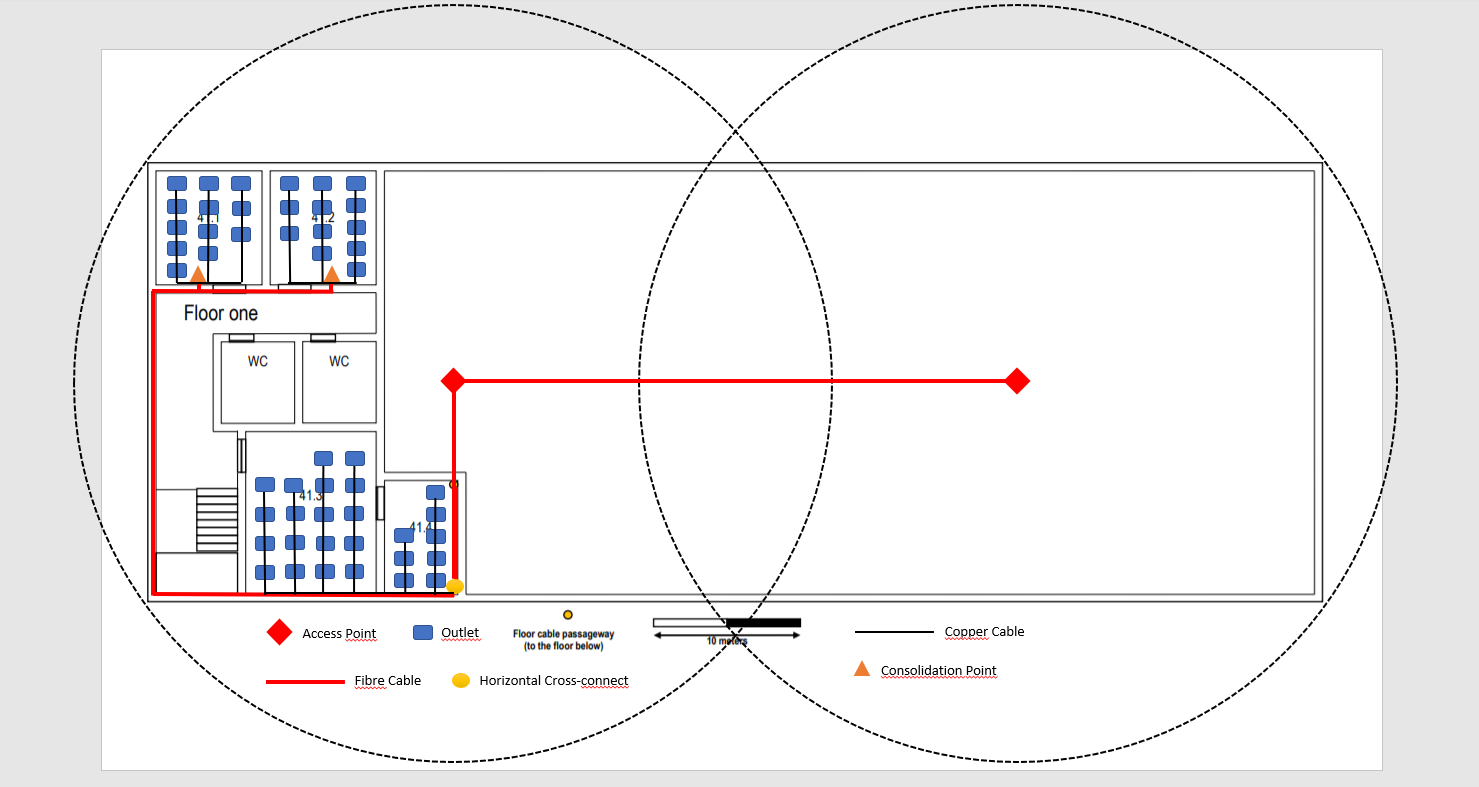 41.1
41.2
Floor one
WC
WC
41.3
41.4
Access Point
Outlet
Floor cable passageway
(to the floor below)
10 meters
Copper Cable
Consolidation Point
Fibre Cable
Horizontal Cross-connect